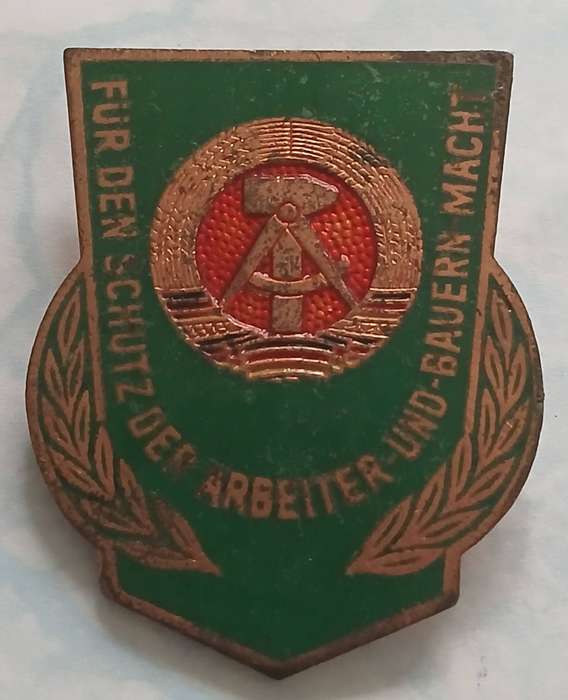 FÜR DEN SCHUTZ DER ARBEITER-UND-BAUERN MACHT